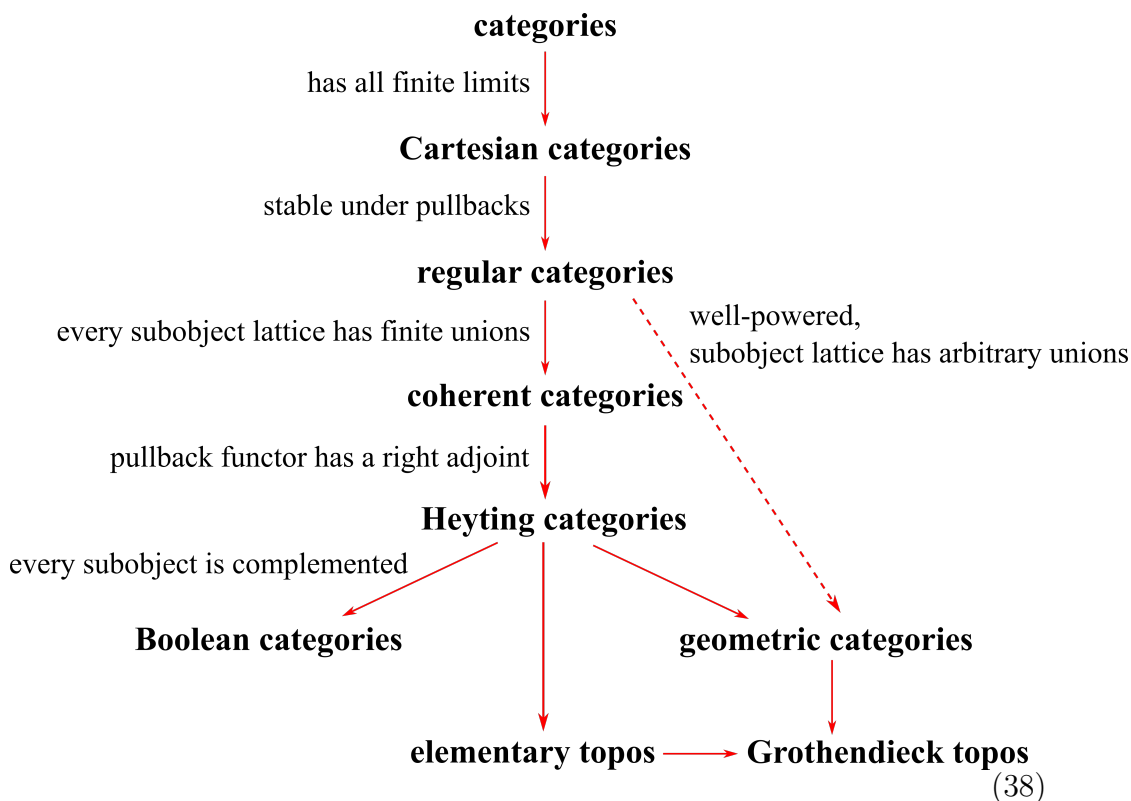 categories
has all finite limits
Cartesian categories
stable under pullbacks
regular categories
every subobject lattice has finite unions
well-powered,
subobject lattice has arbitrary unions
coherent categories
pullback functor has a right adjoint
Heyting categories
every subobject is complemented
Boolean categories
geometric categories
elementary topos
Grothendieck topos
(38)